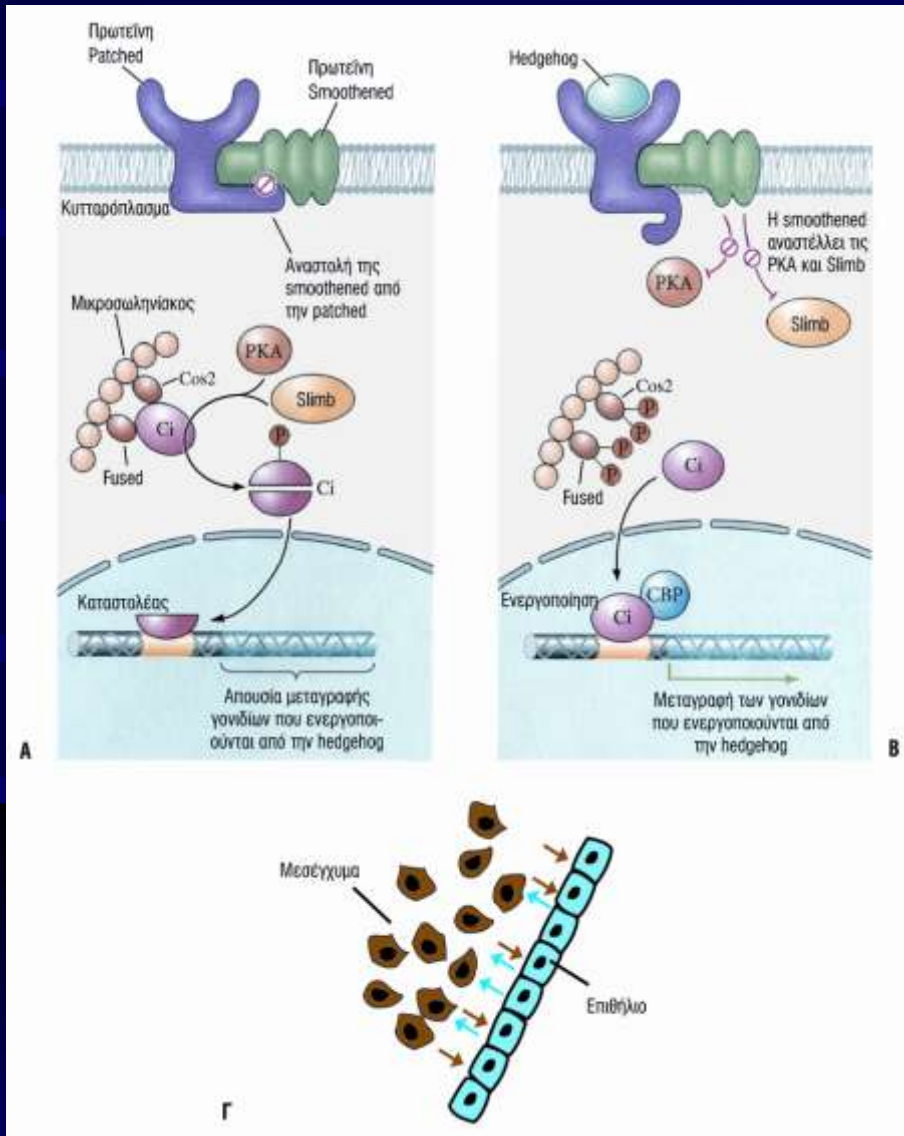 Πρωτεΐνη
Patched
Πρωτεΐνη
Smoothened
Κυτταρόπλασμα
Αναστολή της
smoothened από
την patched
Μικροσωληνίσκος
Cos2
PKA
Slimb
Ci
P
Fused
Ci
Καταστολέας
Απουσία μεταγραφής
γονιδίων που ενεργοποι-
ούνται από την hedgehog
A
Hedgehog
Η smoothened
αναστέλλει τις
PKA και Slimb
PKA
Slimb
Cos2
P
P
P
P
P
Fused
Ci
Ενεργοποίηση
Ci
CBP
Μεταγραφή των γονιδίων
που ενεργοποιούνται από
την hedgehog
B
Μεσέγχυμα
Επιθήλιο
Γ